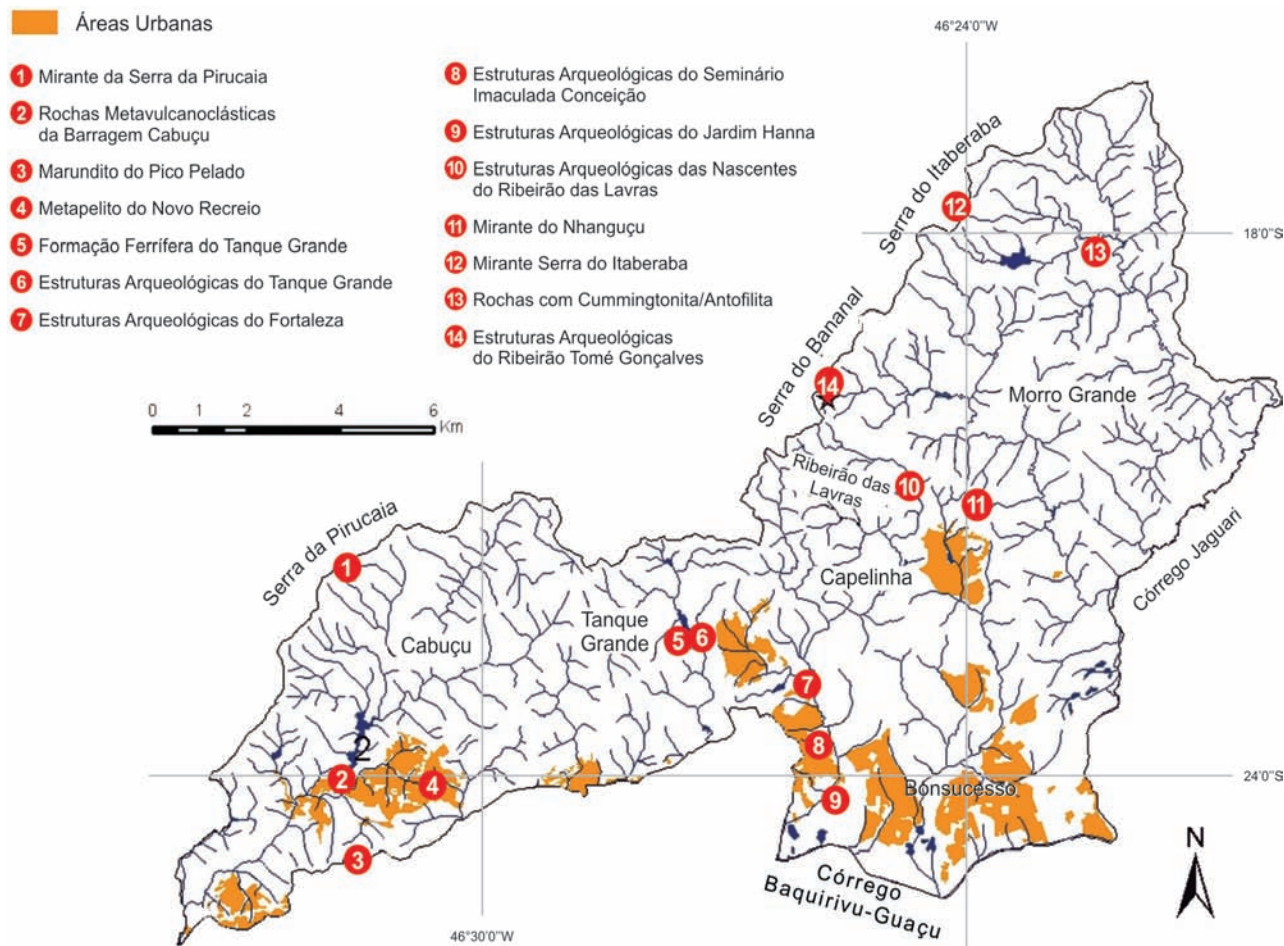 Áreas Urbanas
1 Mirante da Serra da Pirucaia
2 Rochas Metavulcanoclásticas
da Barragem Cabuçu
3 Marundito do Pico Pelado
4 Metapelito do Novo Recreio
5 Formação Ferrífera do Tanque Grande
6 Estruturas Arqueológicas do Tanque Grande
7 Estruturas Arqueológicas do Fortaleza
8 Estruturas Arqueológicas do Seminário
Imaculada Conceição
9 Estruturas Arqueológicas do Jardim Hanna
10 Estruturas Arqueológicas das Nascentes
do Ribeirão das Lavras
11 Mirante do Nhanguçu
12 Mirante Serra do Itaberaba
13 Rochas com Cummingtonita/Antofilita
14 Estruturas Arqueológicas
do Ribeirão Tomé Gonçalves
0 1 2 4 6
Km
46°24'0"W
Serra do Itaberaba
12
18'0"S
13
Serra do Bananal
14
Morro Grande
Ribeirão das
Lavras
10
11
Serra da Pirucaia
1
Capelinha
Córrego Jaguari
Cabuçu
Tanque
Grande
5
6
7
2
8
2
4
24'0"S
Bonsucesso
9
3
Córrego
Baquirivu-Guaçu
N
46°30'0"W